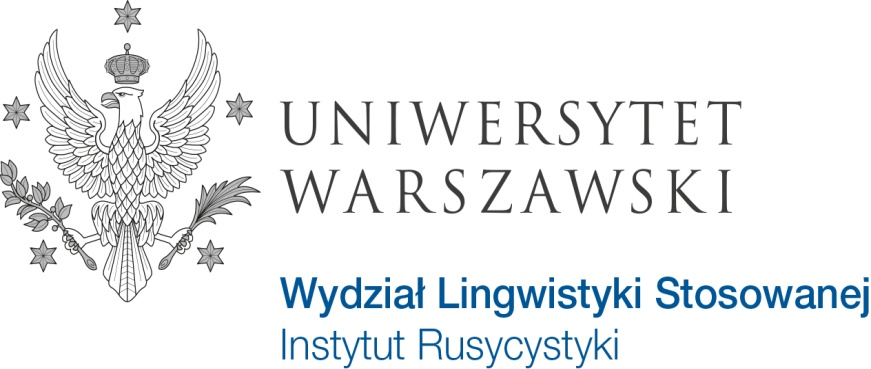 UNIWERSYTET
WARSZAWSKI
Wydział Lingwistyki Stosowanej
Instytut Rusycystyki